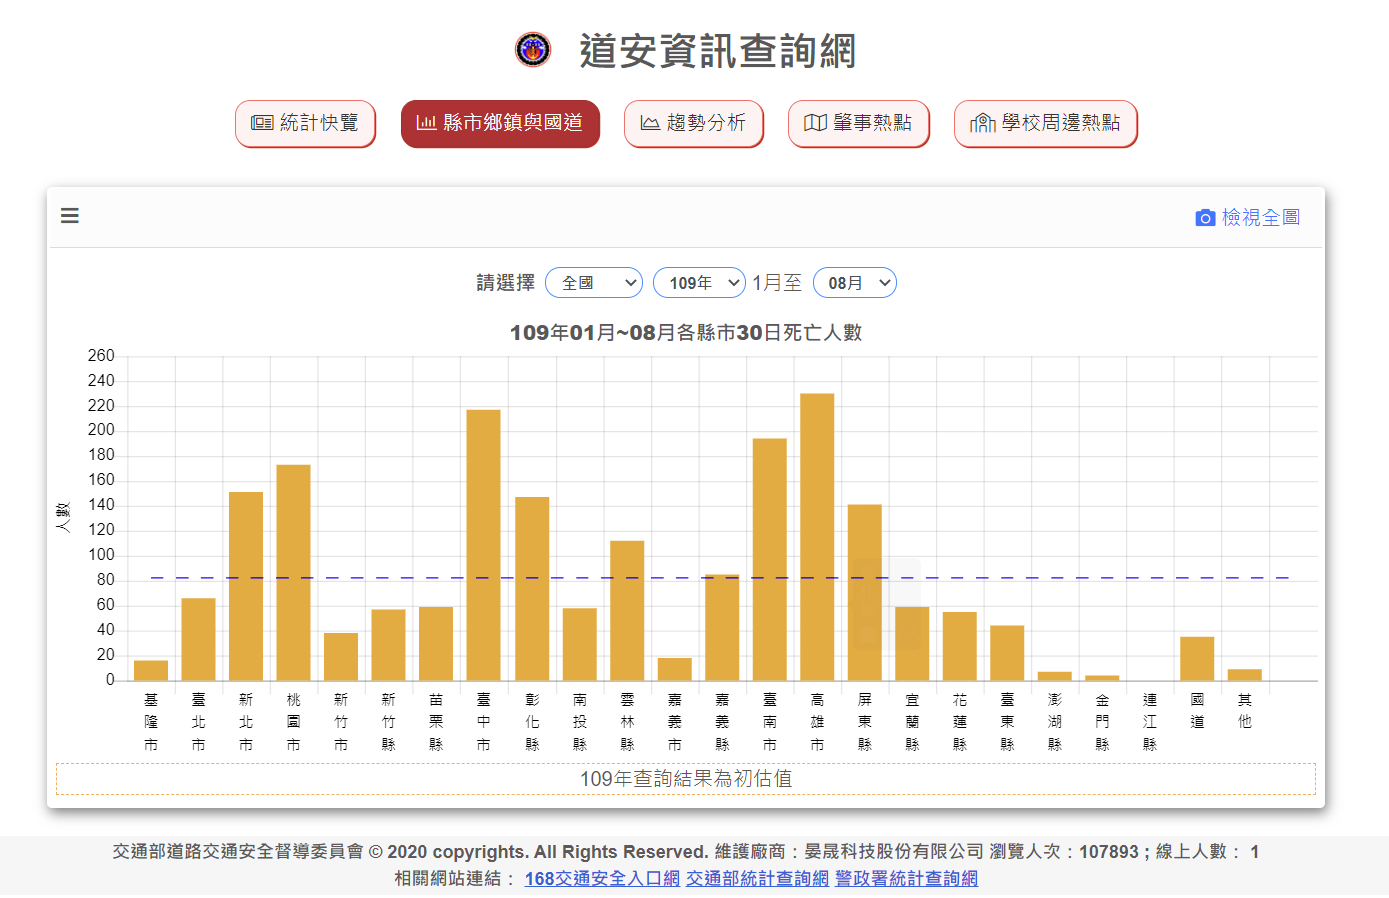 道安資訊查詢網
統計快覽 縣市鄉鎮與國道 趨勢分析 肇事熱點 學校周邊熱點
檢視全圖
請選擇 全國 109年 1月至 08月
109年01月~08月各縣市30日死亡人數
260
240
220
200
180
160
140
120
100
80
60
40
20
0
人數
基隆市 臺北市 新北市 桃園市 新竹市 新竹縣 苗栗縣 臺中市 彰化縣 南投縣 雲林縣 嘉義市 嘉義縣 臺南市 高雄市 屏東縣 宜蘭縣 花蓮縣 臺東縣 澎湖縣 金門縣 連江縣 國道 其他
109年查詢結果為初估值
交通部道路交通安全督導委員會 © 2020 copyrights. All Rights Reserved. 維護廠商：晏晟科技股份有限公司 瀏覽人次：107893 ; 線上人數： 1
相關網站連結： 168交通安全入口網 交通部統計查詢網 警政署統計查詢網